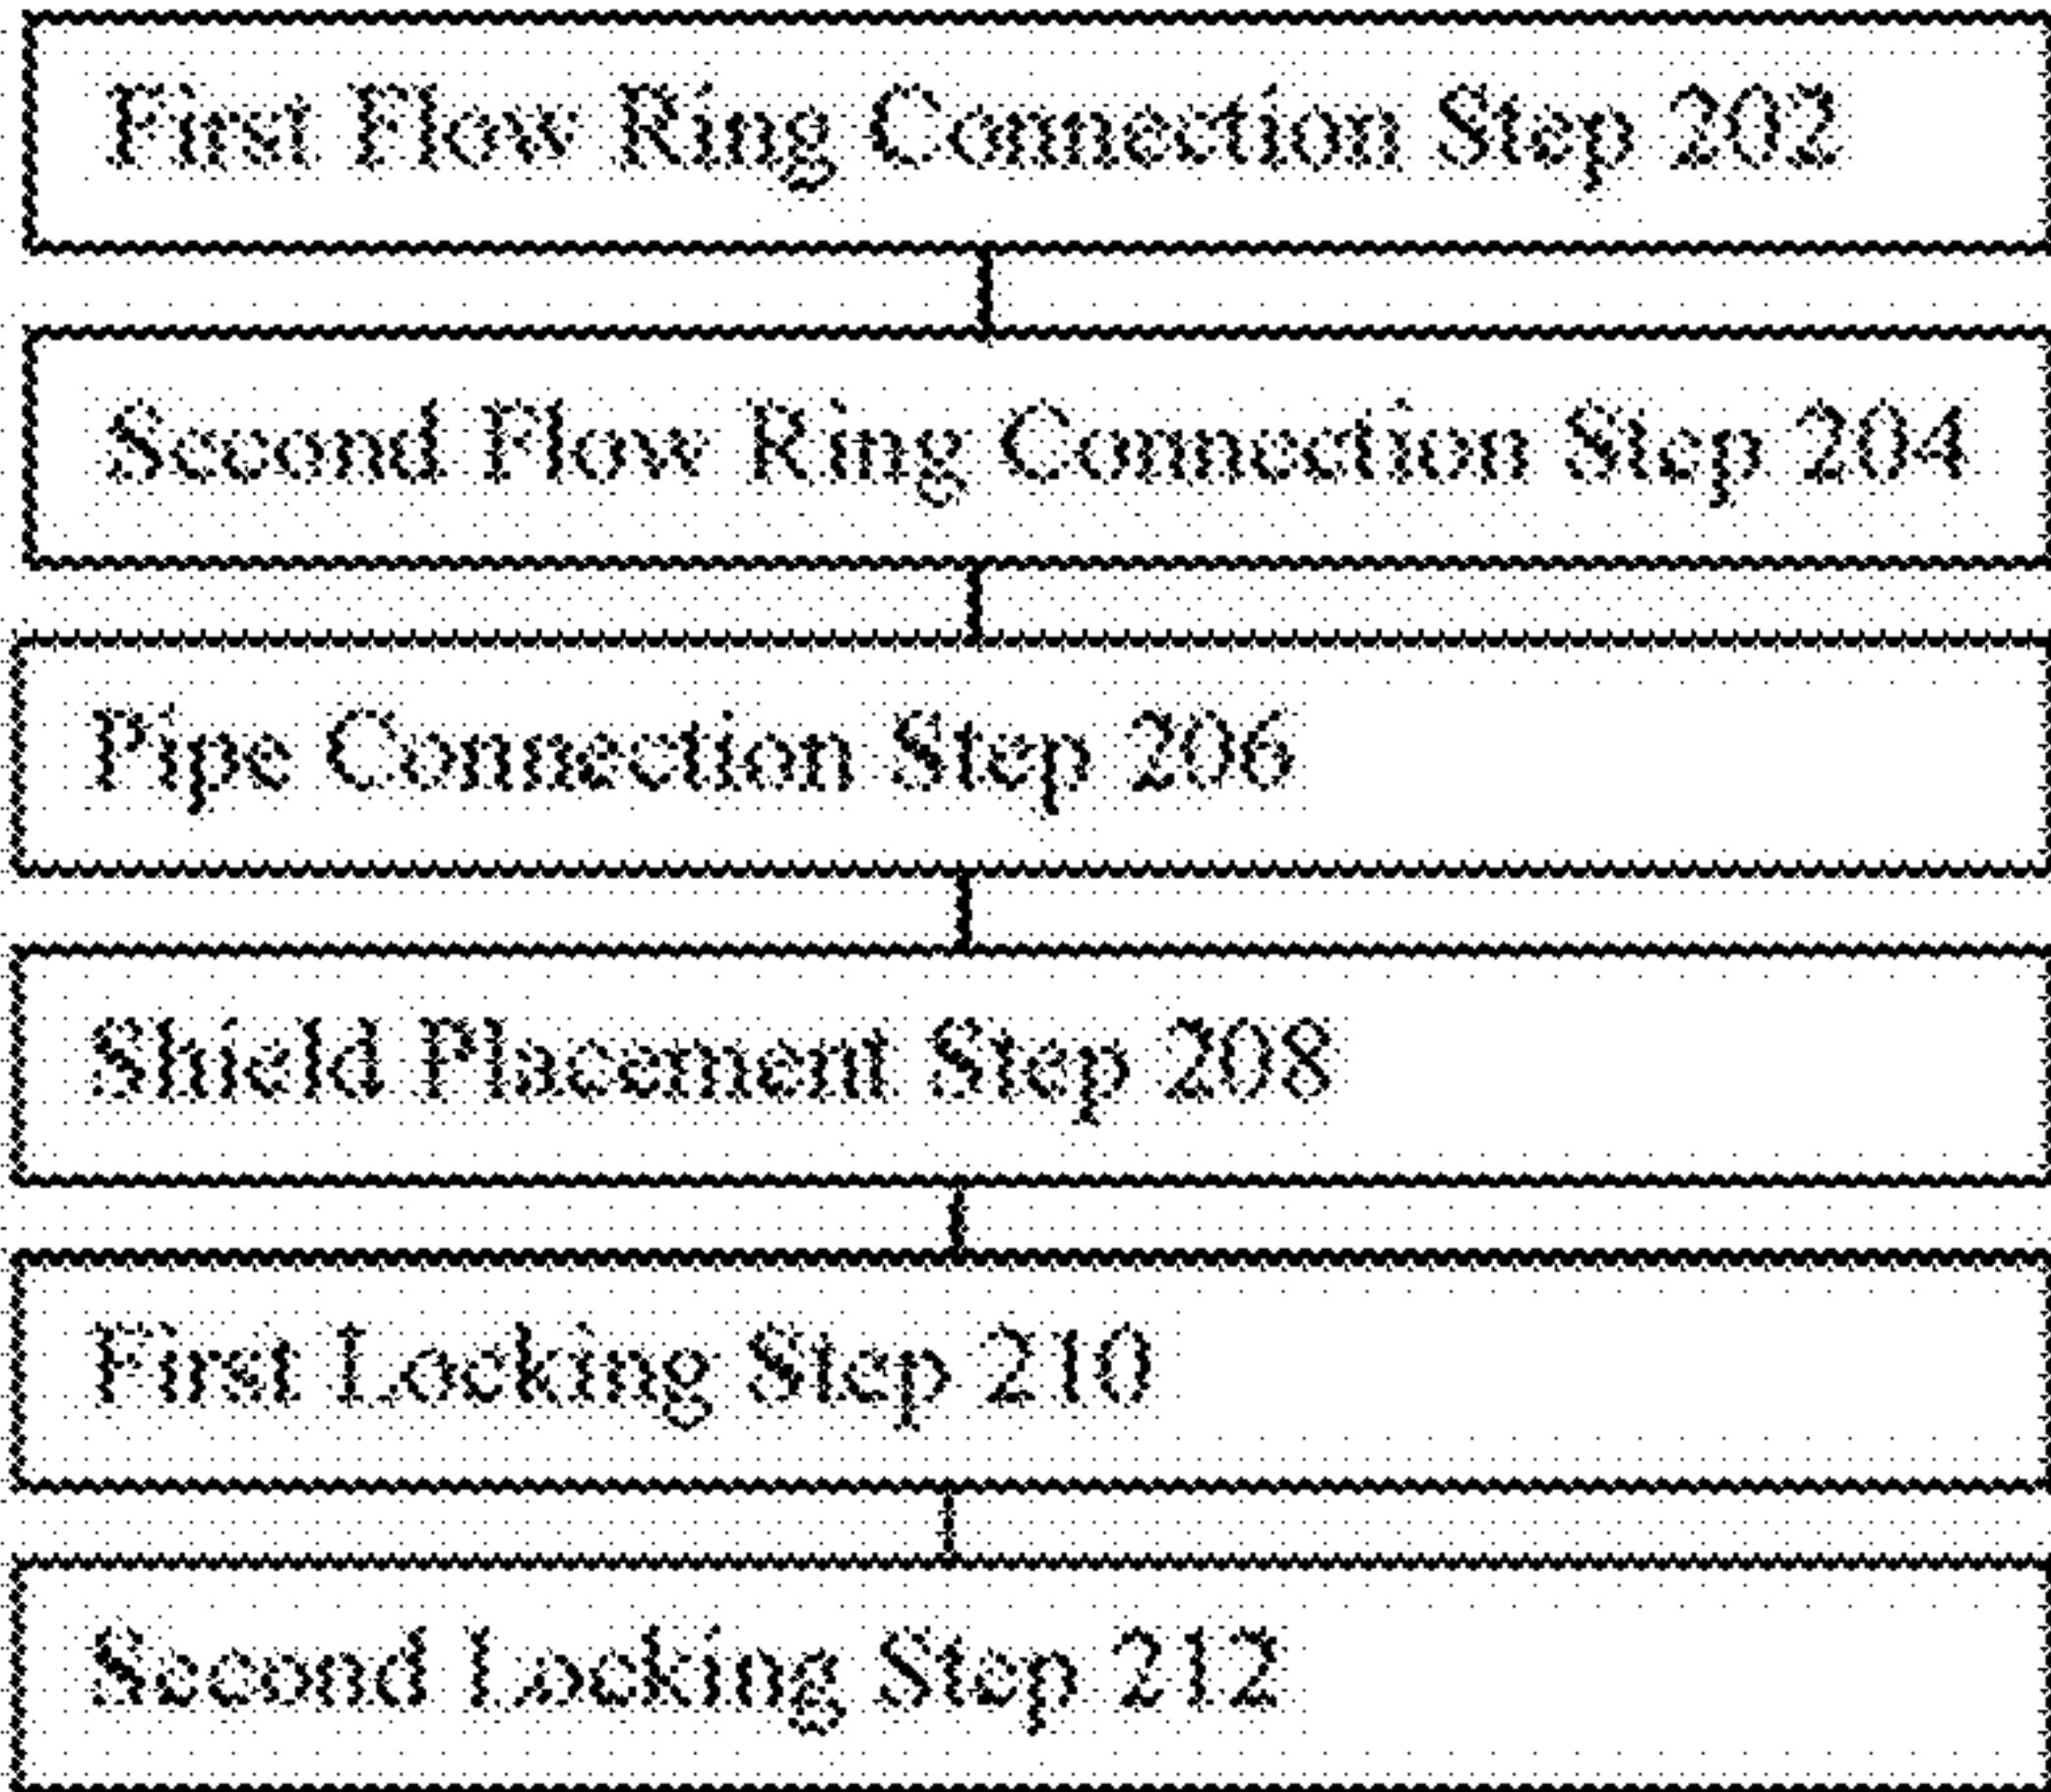 First Flow Ring Connection Step 202
Second Flow Ring Connection Step 204
Pipe Connection Step 206
Shield Placement Step 208
First Locking Step 210
Second Locking Step 212